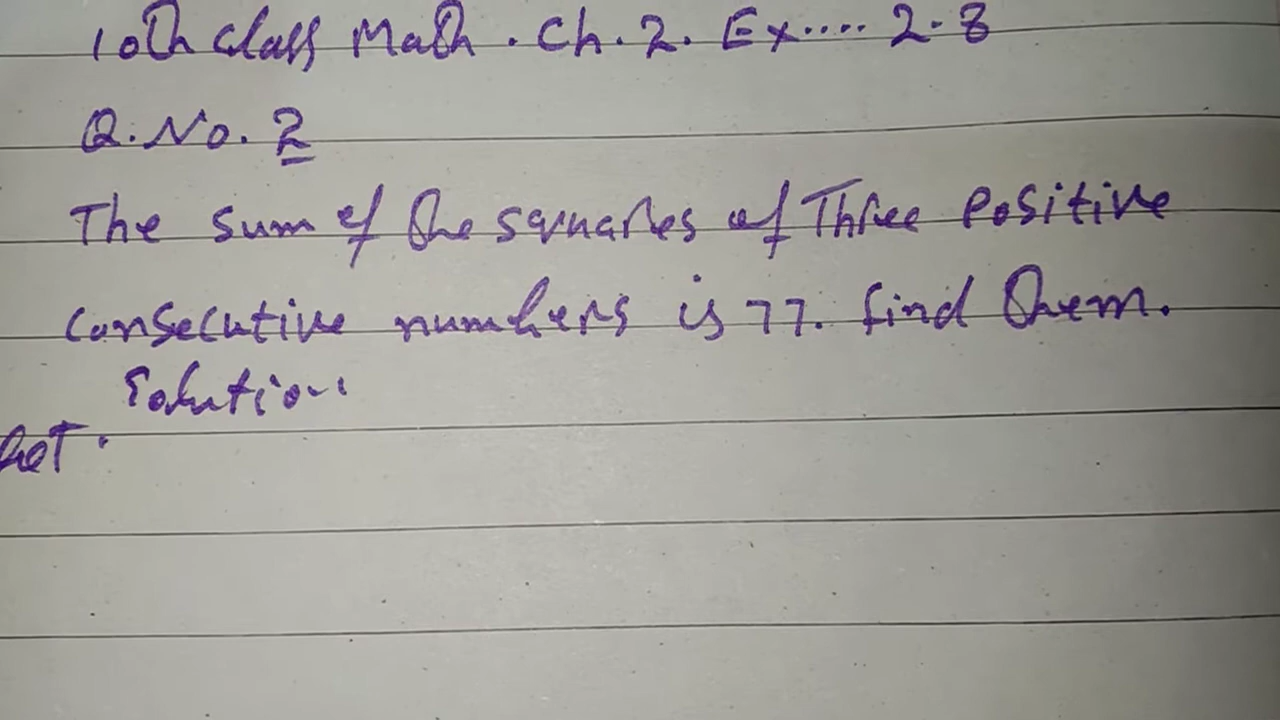 10th Class Math. Ch. 2. Ex.... 2.8
Q. No. 2
The sum of the squares of Three Positive
consecutive numbers is 77. find them.
Solution: